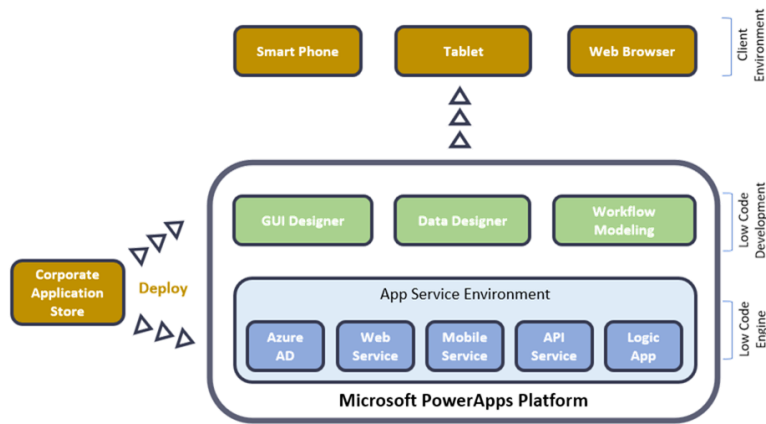 Smart Phone
Tablet
Web Browser
Client
Environment
GUI Designer
Data Designer
Workflow
Modeling
Low Code
Development
Corporate
Application
Store
Deploy
App Service Environment
Azure
AD
Web
Service
Mobile
Service
API
Service
Logic
App
Low Code
Engine
Microsoft PowerApps Platform